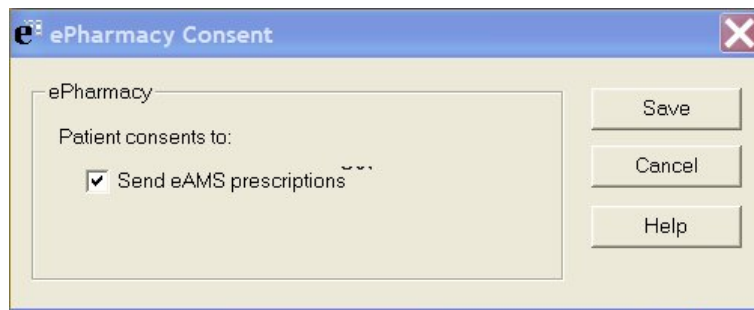 ePharmacy Consent
ePharmacy
Patient consents to:
Send eAMS prescriptions
Save
Cancel
Help